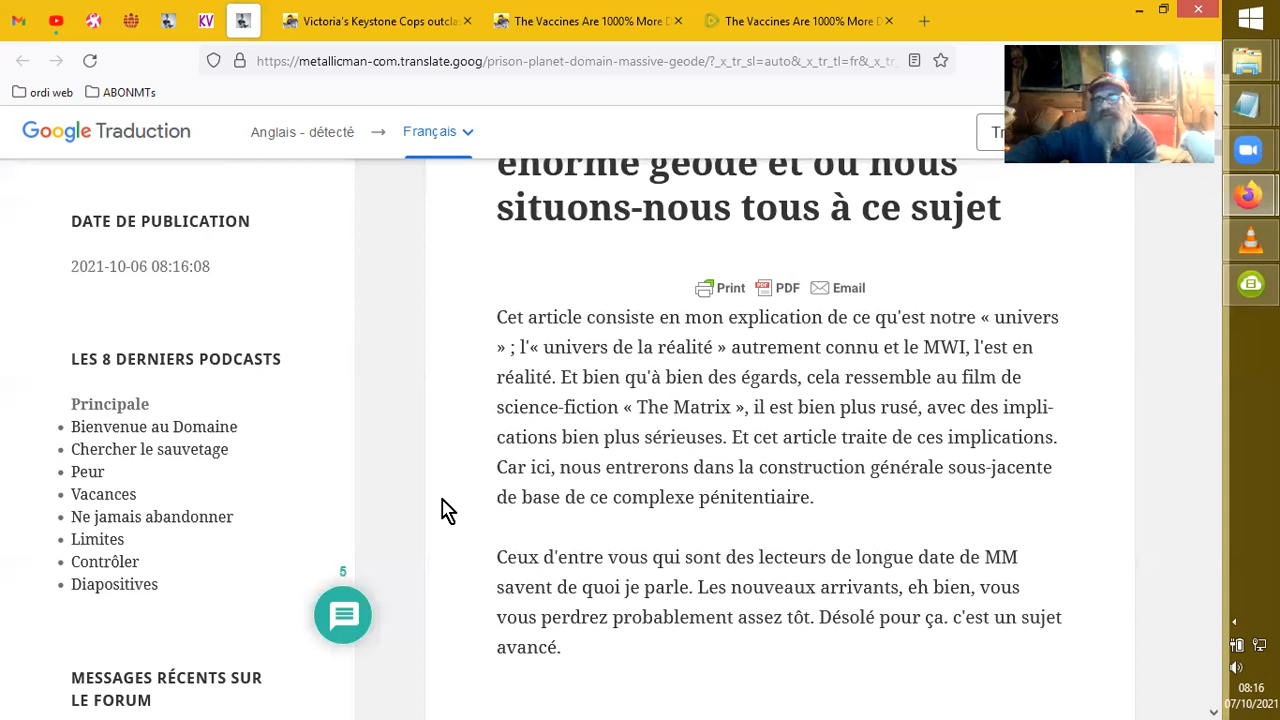 Victoria's Keystone Cops outcla
The Vaccines Are 1000% More D
The Vaccines Are 1000% More D
KV
https://metallicman-com.translate.goog/prison-planet-domain-massive-geode/?_x_tr_sl=auto&_x_tr_tl=fr&_x_
ordi web
ABONMTs
Google Traduction
Anglais - détecté
Français
Tr
énorme géode et où nous
situons-nous tous à ce sujet
DATE DE PUBLICATION
2021-10-06 08:16:08
Print
PDF
Email
Cet article consiste en mon explication de ce qu'est notre « univers
» ; l'« univers de la réalité » autrement connu et le MWI, l'est en
réalité. Et bien qu'à bien des égards, cela ressemble au film de
science-fiction « The Matrix », il est bien plus rusé, avec des impli-
cations bien plus sérieuses. Et cet article traite de ces implications.
Car ici, nous entrerons dans la construction générale sous-jacente
de base de ce complexe pénitentiaire.
Ceux d'entre vous qui sont des lecteurs de longue date de MM
savent de quoi je parle. Les nouveaux arrivants, eh bien, vous
vous perdrez probablement assez tôt. Désolé pour ça. c'est un sujet
avancé.
LES 8 DERNIERS PODCASTS
Principale
Bienvenue au Domaine
Chercher le sauvetage
Peur
Vacances
Ne jamais abandonner
Limites
Contrôler
Diapositives
5
MESSAGES RÉCENTS SUR
LE FORUM
08:16
07/10/2021